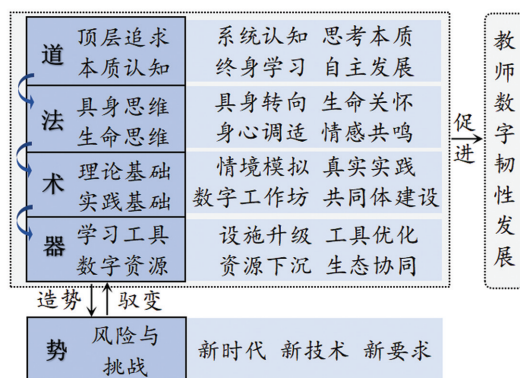 道 顶层追求 系统认知 思考本质
本质认知 终身学习 自主发展
法 具身思维 具身转向 生命关怀
生命思维 身心调适 情感共鸣
术 理论基础 情境模拟 真实实践
实践基础 数字工作坊 共同体建设
器 学习工具 设施升级 工具优化
数字资源 资源下沉 生态协同
造势 驭变
势 风险与
挑战
新时代 新技术 新要求
促进
教师数字韧性发展